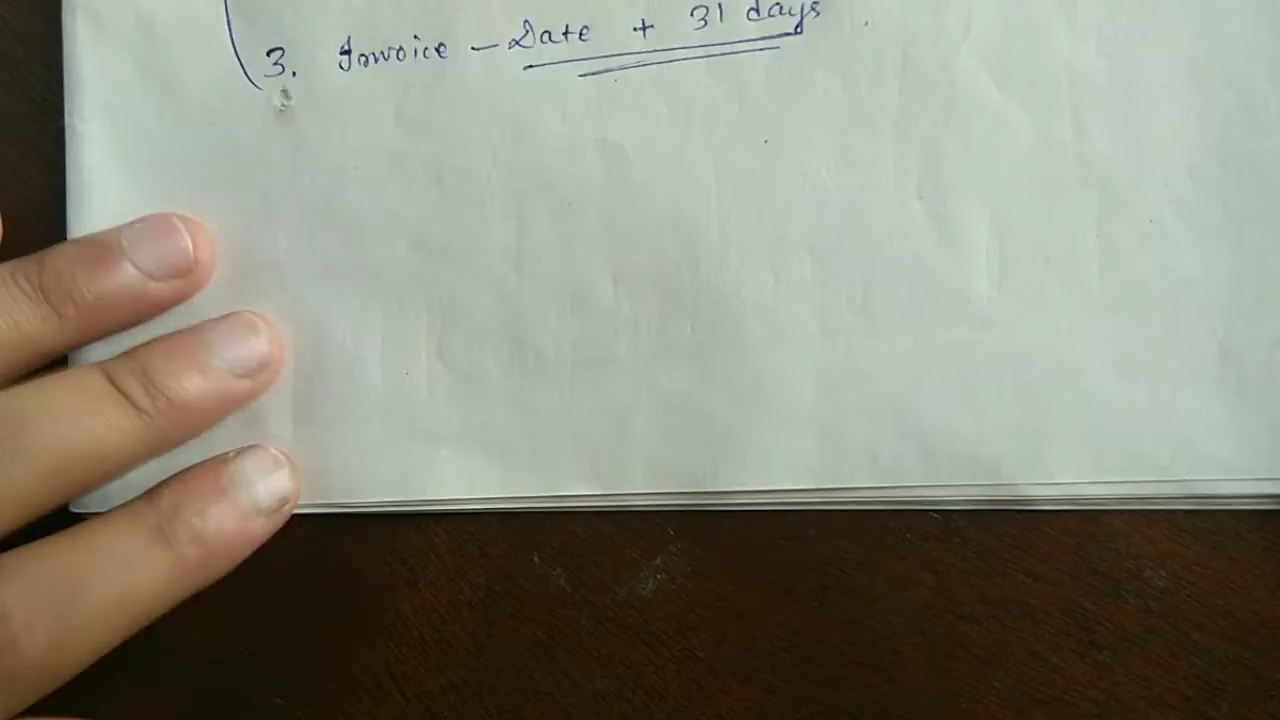 3. Invoice - Date + 31 days